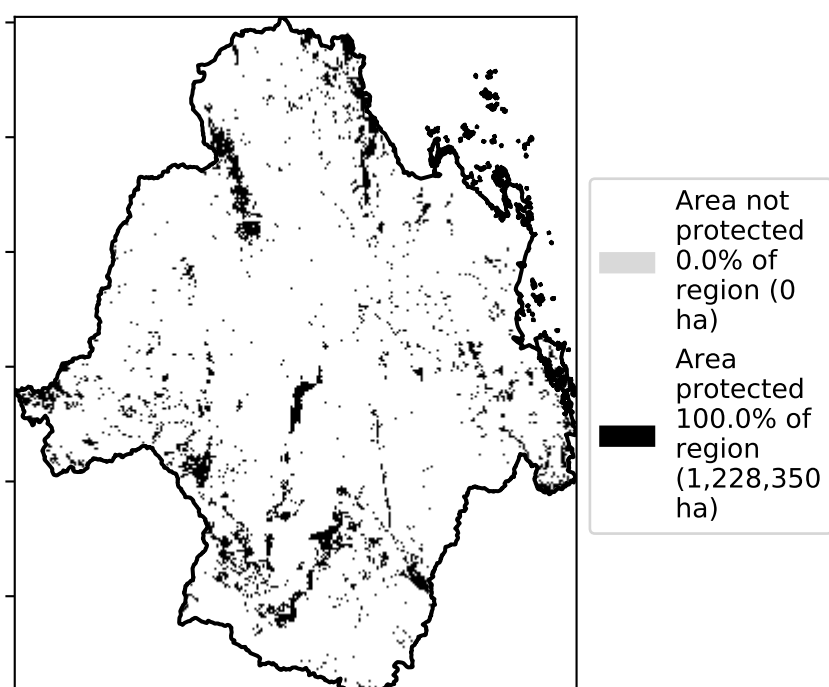 Area not
protected
0.0% of
region (0
ha)
Area
protected
100.0% of
region
(1,228,350
ha)